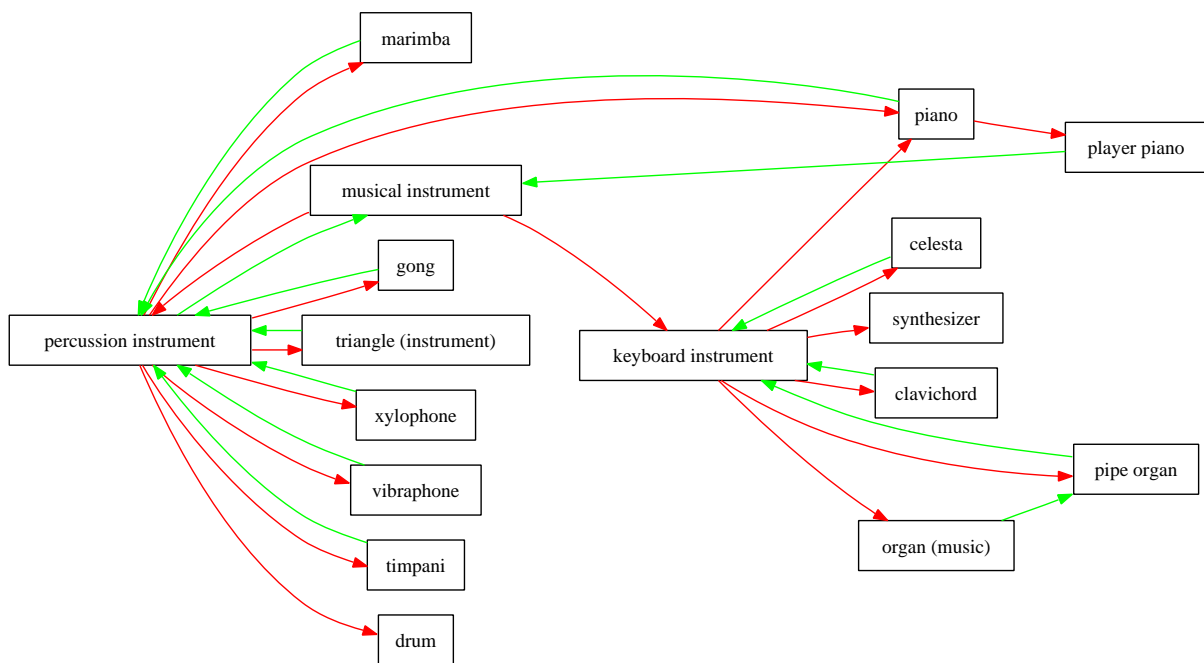 marimba
piano
player piano
musical instrument
celesta
gong
synthesizer
percussion instrument
triangle (instrument)
keyboard instrument
clavichord
xylophone
pipe organ
vibraphone
organ (music)
timpani
drum